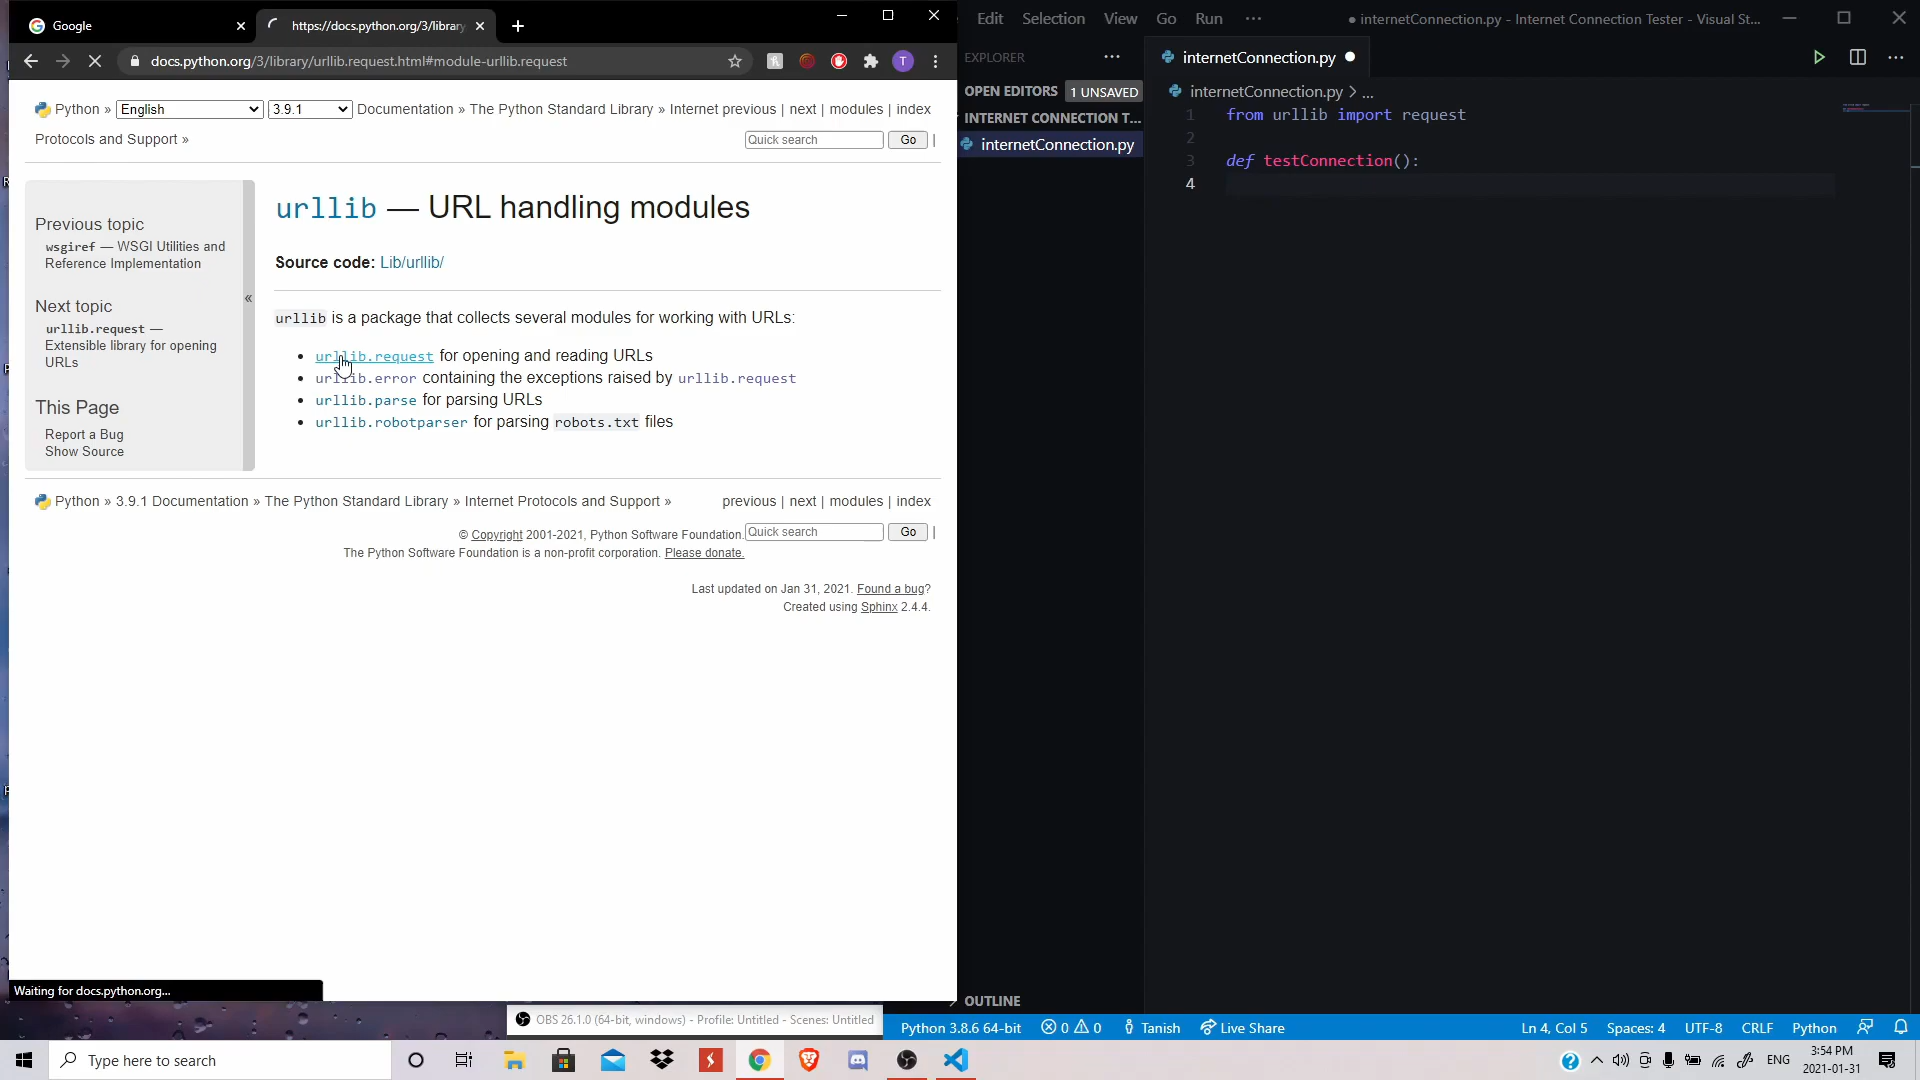 Google
https://docs.python.org/3/library
docs.python.org/3/library/urllib.request.html#module-urllib.request
T
Python » English 3.9.1 Documentation » The Python Standard Library » Internet previous | next | modules | index
Protocols and Support »
Quick search Go |
Previous topic
wsgiref — WSGI Utilities and
Reference Implementation
Next topic
urllib.request —
Extensible library for opening
URLs
This Page
Report a Bug
Show Source
«
urllib — URL handling modules
Source code: Lib/urllib/
urllib is a package that collects several modules for working with URLs:
• urllib.request for opening and reading URLs
• urllib.error containing the exceptions raised by urllib.request
• urllib.parse for parsing URLs
• urllib.robotparser for parsing robots.txt files
Python » 3.9.1 Documentation » The Python Standard Library » Internet Protocols and Support » previous | next | modules | index
Quick search Go |
© Copyright 2001-2021, Python Software Foundation.
The Python Software Foundation is a non-profit corporation. Please donate.
Last updated on Jan 31, 2021. Found a bug?
Created using Sphinx 2.4.4.
Waiting for docs.python.org...
Edit Selection View Go Run ··· ● internetConnection.py - Internet Connection Tester - Visual St...
EXPLORER ···
OPEN EDITORS 1 UNSAVED
INTERNET CONNECTION T...
internetConnection.py
OUTLINE
internetConnection.py ●
internetConnection.py > ...
1 from urllib import request
2
3 def testConnection():
4
OBS 26.1.0 (64-bit, windows) - Profile: Untitled - Scenes: Untitled
Python 3.8.6 64-bit 0 0 Tanish Live Share Ln 4, Col 5 Spaces: 4 UTF-8 CRLF Python
Type here to search
ENG
3:54 PM
2021-01-31